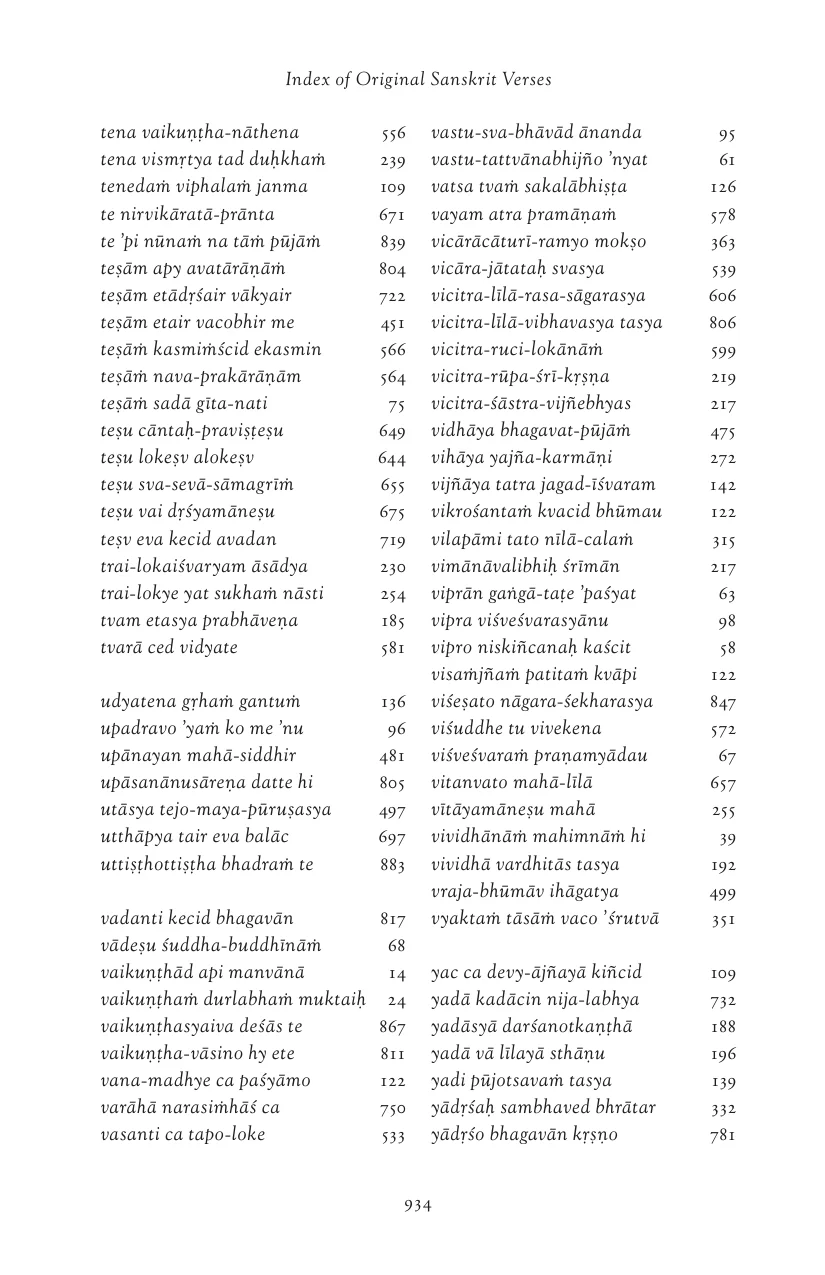 Index of Original Sanskrit Verses
tena vaikuṇṭha-nāthena 556
tena vismṛtya tad duḥkhaṁ 239
tenedaṁ viphalaṁ janma 109
te nirvikāratā-prānta 671
te ’pi nūnaṁ na tāṁ pūjāṁ 839
teṣām apy avatārāṇāṁ 804
teṣām etādṛśair vākyair 722
teṣām etair vacobhir me 451
teṣāṁ kasmiṁścid ekasmin 566
teṣāṁ nava-prakārāṇām 564
teṣāṁ sadā gīta-nati 75
teṣu cāntaḥ-praviṣṭeṣu 649
teṣu lokeṣv alokeṣv 644
teṣu sva-sevā-sāmagrīṁ 655
teṣu vai dṛśyamāneṣu 675
teṣv eva kecid avadan 719
trai-lokaiśvaryam āsādya 230
trai-lokye yat sukhaṁ nāsti 254
tvam etasya prabhāveṇa 185
tvarā ced vidyate 581
udyatena gṛhaṁ gantuṁ 136
upadravo ’yaṁ ko me ’nu 96
upānayan mahā-siddhir 481
upāsanānusāreṇa datte hi 805
utāsya tejo-maya-pūruṣasya 497
utthāpya tair eva balāc 697
uttiṣṭhottiṣṭha bhadraṁ te 883
vadanti kecid bhagavān 817
vādeṣu śuddha-buddhīnāṁ 68
vaikuṇṭhād api manvānā 14
vaikuṇṭhaṁ durlabhaṁ muktaiḥ 24
vaikuṇṭhasyaiva deśās te 867
vaikuṇṭha-vāsino hy ete 811
vana-madhye ca paśyāmo 122
varāhā narasiṁhāś ca 750
vasanti ca tapo-loke 533
vastu-sva-bhāvād ānanda 95
vastu-tattvānabhijño ’nyat 61
vatsa tvaṁ sakalābhiṣṭa 126
vayam atra pramāṇaṁ 578
vicārācāturī-ramyo mokṣo 363
vicāra-jātataḥ svasya 539
vicitra-līlā-rasa-sāgarasya 606
vicitra-līlā-vibhavasya tasya 806
vicitra-ruci-lokānāṁ 599
vicitra-rūpa-śrī-kṛṣṇa 219
vicitra-śāstra-vijñebhyas 217
vidhāya bhagavat-pūjāṁ 475
vihāya yajña-karmāṇi 272
vijñāya tatra jagad-īśvaram 142
vikrośantaṁ kvacid bhūmau 122
vilapāmi tato nīlā-calaṁ 315
vimānāvalibhiḥ śrīmān 217
viprān gaṅgā-taṭe ’paśyat 63
vipra viśveśvarasyānu 98
vipro niskiñcanaḥ kaścit 58
visaṁjñaṁ patitaṁ kvāpi 122
viśeṣato nāgara-śekharasya 847
viśuddhe tu vivekena 572
viśveśvaraṁ praṇamyādau 67
vitanvato mahā-līlā 657
vītāyamāneṣu mahā 255
vividhānāṁ mahimnāṁ hi 39
vividhā vardhitās tasya 192
vraja-bhūmāv ihāgatya 499
vyaktaṁ tāsāṁ vaco ’śrutvā 351
yac ca devy-ājñayā kiñcid 109
yadā kadācin nija-labhya 732
yadāsyā darśanotkaṇṭhā 188
yadā vā līlayā sthāṇu 196
yadi pūjotsavaṁ tasya 139
yādṛśaḥ sambhaved bhrātar 332
yādṛśo bhagavān kṛṣṇo 781
934